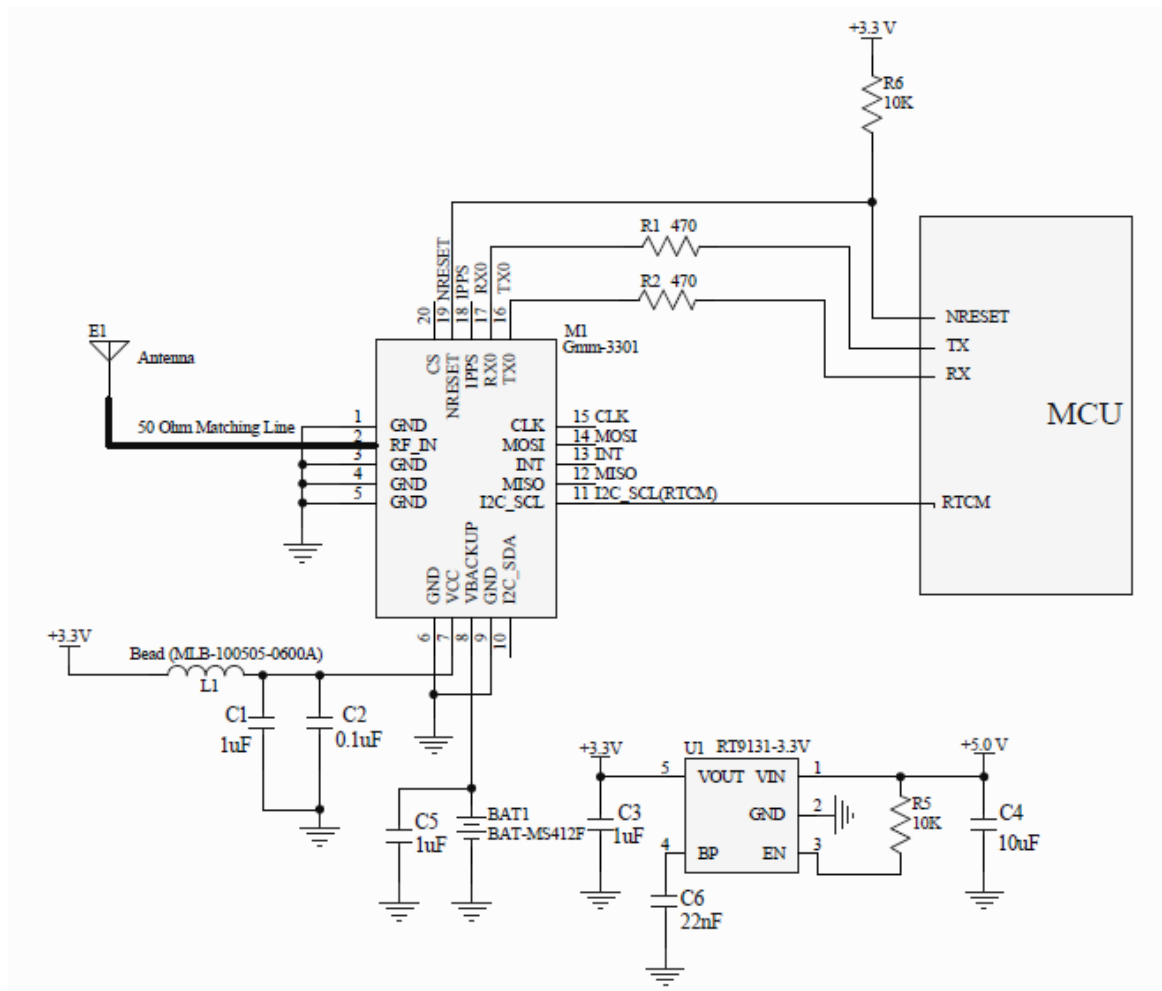 +3.3 V
R6
10K
R1 470
R2 470
20
19 NRESET
18 1PPS
17 RX0
16 TX0
E1
Antenna
M1
Gmm-3301
CS
NRESET
1PPS
RX0
TX0
NRESET
TX
RX
MCU
RTCM
50 Ohm Matching Line
1 GND
2 RF_IN
3 GND
4 GND
5 GND
CLK 15 CLK
MOSI 14 MOSI
INT 13 INT
MISO 12 MISO
I2C_SCL 11 I2C_SCL(RTCM)
GND
VCC
VBACKUP
GND
I2C_SDA
6
7
8
9
10
+3.3V
Bead (MLB-100505-0600A)
L1
C1
1uF
C2
0.1uF
C5
1uF
BAT1
BAT-MS412F
+3.3V
U1 RT9131-3.3V
+5.0 V
5 VOUT VIN 1
GND 2
4 BP EN 3
C3
1uF
R5
10K
C4
10uF
C6
22nF